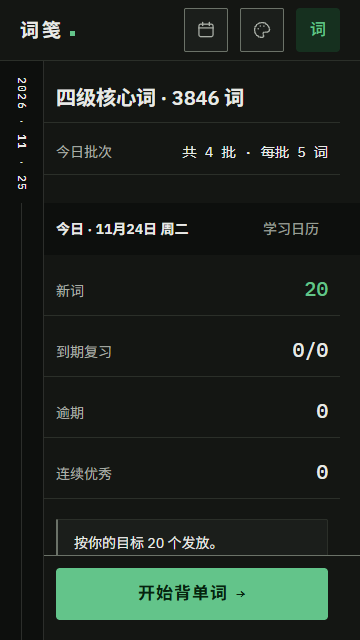 词笺
词
2026 · 11 · 25
四级核心词 · 3846 词
今日批次 共 4 批 · 每批 5 词
今日 · 11月24日 周二 学习日历
新词 20
到期复习 0/0
逾期 0
连续优秀 0
按你的目标 20 个发放。
开始背单词 →